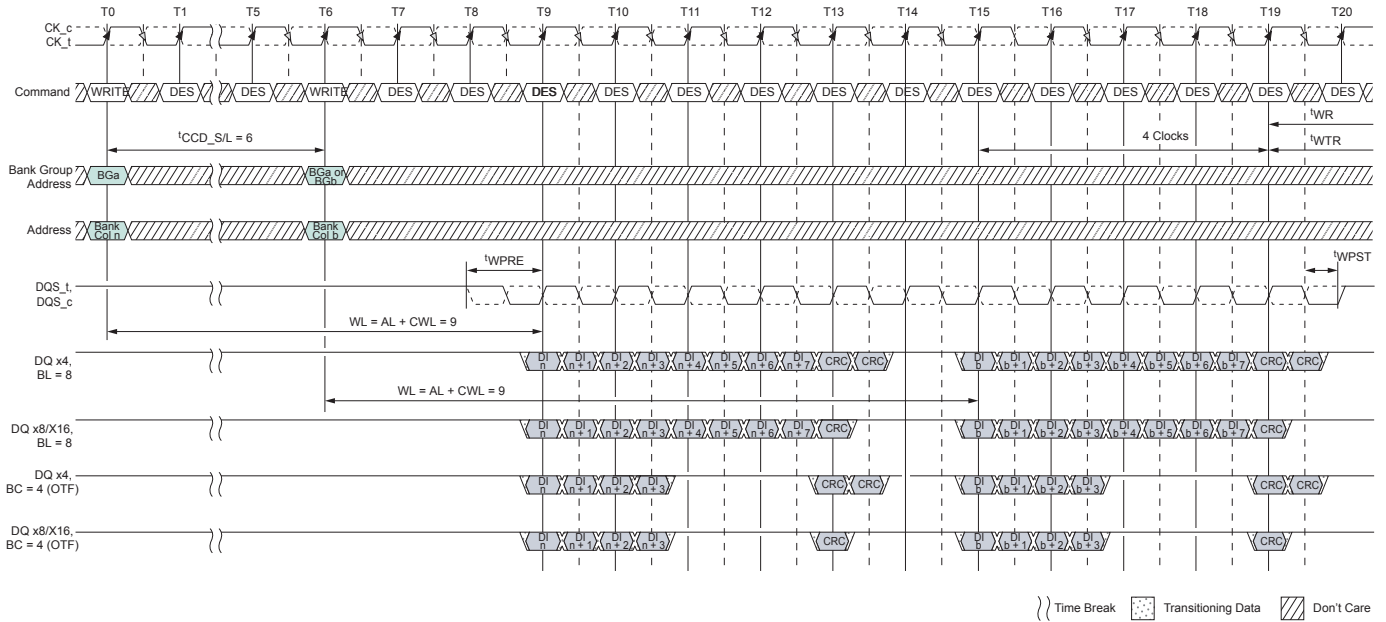 T0 T1 T5 T6 T7 T8 T9 T10 T11 T12 T13 T14 T15 T16 T17 T18 T19 T20
CK_c
CK_t
Command WRITE DES DES WRITE DES DES DES DES DES DES DES DES DES DES DES DES DES DES
tWR
tCCD_S/L = 6
4 Clocks
tWTR
Bank Group
Address
BGa
BGa or
BGb
Address
Bank
Col n
Bank
Col b
tWPRE
tWPST
DQS_t,
DQS_c
WL = AL + CWL = 9
DQ x4,
BL = 8
DI n DI n + 1 DI n + 2 DI n + 3 DI n + 4 DI n + 5 DI n + 6 DI n + 7 CRC CRC DI b DI b + 1 DI b + 2 DI b + 3 DI b + 4 DI b + 5 DI b + 6 DI b + 7 CRC CRC
WL = AL + CWL = 9
DQ x8/X16,
BL = 8
DI n DI n + 1 DI n + 2 DI n + 3 DI n + 4 DI n + 5 DI n + 6 DI n + 7 CRC DI b DI b + 1 DI b + 2 DI b + 3 DI b + 4 DI b + 5 DI b + 6 DI b + 7 CRC
DQ x4,
BC = 4 (OTF)
DI n DI n + 1 DI n + 2 DI n + 3 CRC CRC DI b DI b + 1 DI b + 2 DI b + 3 CRC CRC
DQ x8/X16,
BC = 4 (OTF)
DI n DI n + 1 DI n + 2 DI n + 3 CRC DI b DI b + 1 DI b + 2 DI b + 3 CRC
Time Break Transitioning Data Don't Care